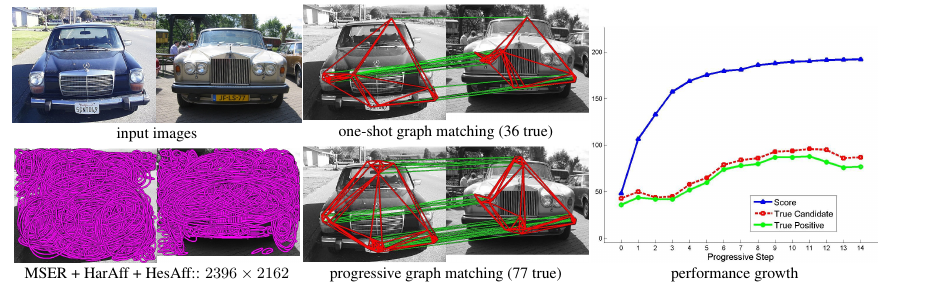 input images
one-shot graph matching (36 true)
MSER + HarAff + HesAff:: 2396 × 2162
progressive graph matching (77 true)
200
150
100
50
0
Score
True Candidate
True Positive
0 1 2 3 4 5 6 7 8 9 10 11 12 13 14
Progressive Step
performance growth